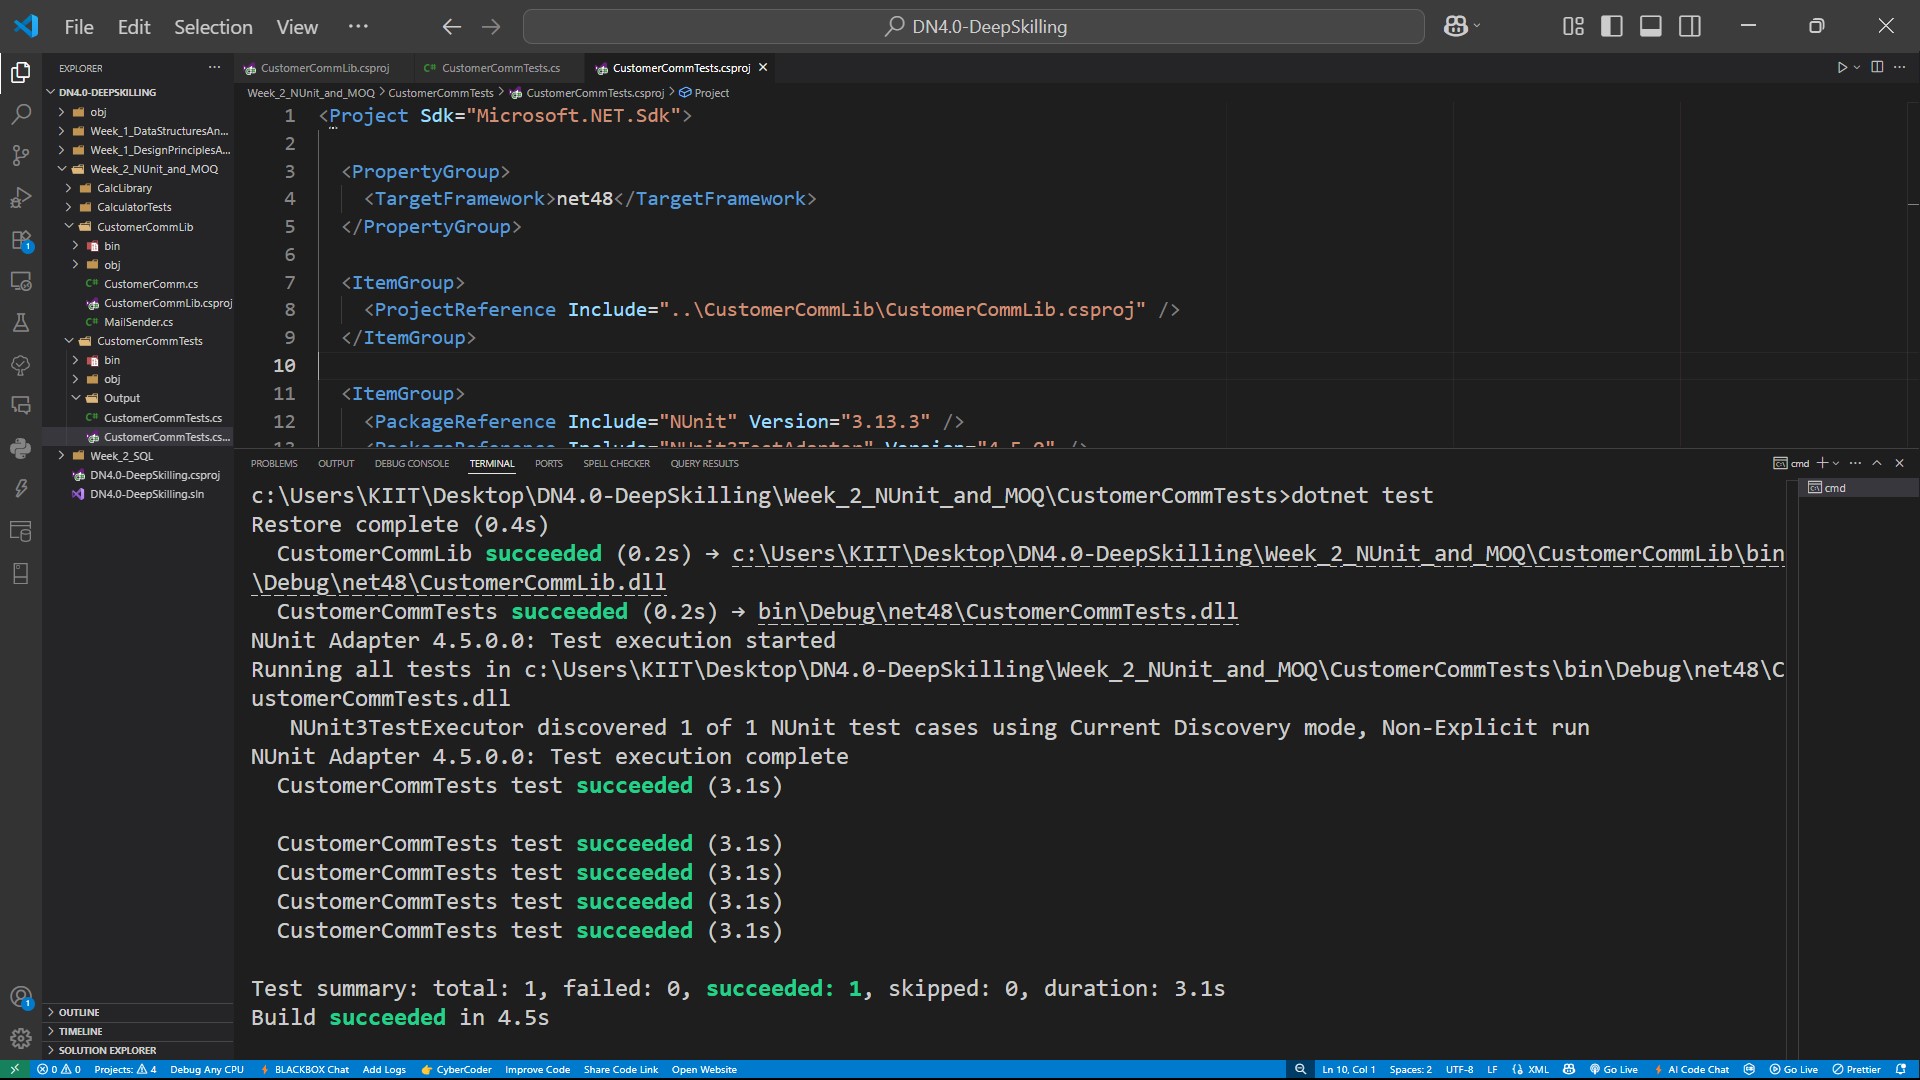 File Edit Selection View ··· DN4.0-DeepSkilling
EXPLORER
DN4.0-DEEPSKILLING
obj
Week_1_DataStructuresAn...
Week_1_DesignPrinciplesA...
Week_2_NUnit_and_MOQ
CalcLibrary
CalculatorTests
CustomerCommLib
bin
obj
CustomerComm.cs
CustomerCommLib.csproj
MailSender.cs
CustomerCommTests
bin
obj
Output
CustomerCommTests.cs
CustomerCommTests.cs...
Week_2_SQL
DN4.0-DeepSkilling.csproj
DN4.0-DeepSkilling.sln
OUTLINE
TIMELINE
SOLUTION EXPLORER
CustomerCommLib.csproj CustomerCommTests.cs CustomerCommTests.csproj
Week_2_NUnit_and_MOQ > CustomerCommTests > CustomerCommTests.csproj > Project
1 <Project Sdk="Microsoft.NET.Sdk">
2
3 <PropertyGroup>
4 <TargetFramework>net48</TargetFramework>
5 </PropertyGroup>
6
7 <ItemGroup>
8 <ProjectReference Include="..\CustomerCommLib\CustomerCommLib.csproj" />
9 </ItemGroup>
10
11 <ItemGroup>
12 <PackageReference Include="NUnit" Version="3.13.3" />
13 <PackageReference Include="NUnit3TestAdapter" Version="4.5.0" />
PROBLEMS OUTPUT DEBUG CONSOLE TERMINAL PORTS SPELL CHECKER QUERY RESULTS cmd
cmd
c:\Users\KIIT\Desktop\DN4.0-DeepSkilling\Week_2_NUnit_and_MOQ\CustomerCommTests>dotnet test
Restore complete (0.4s)
CustomerCommLib succeeded (0.2s) → c:\Users\KIIT\Desktop\DN4.0-DeepSkilling\Week_2_NUnit_and_MOQ\CustomerCommLib\bin
\Debug\net48\CustomerCommLib.dll
CustomerCommTests succeeded (0.2s) → bin\Debug\net48\CustomerCommTests.dll
NUnit Adapter 4.5.0.0: Test execution started
Running all tests in c:\Users\KIIT\Desktop\DN4.0-DeepSkilling\Week_2_NUnit_and_MOQ\CustomerCommTests\bin\Debug\net48\C
ustomerCommTests.dll
NUnit3TestExecutor discovered 1 of 1 NUnit test cases using Current Discovery mode, Non-Explicit run
NUnit Adapter 4.5.0.0: Test execution complete
CustomerCommTests test succeeded (3.1s)
CustomerCommTests test succeeded (3.1s)
CustomerCommTests test succeeded (3.1s)
CustomerCommTests test succeeded (3.1s)
CustomerCommTests test succeeded (3.1s)
Test summary: total: 1, failed: 0, succeeded: 1, skipped: 0, duration: 3.1s
Build succeeded in 4.5s
0 0 Projects: 4 Debug Any CPU BLACKBOX Chat Add Logs CyberCoder Improve Code Share Code Link Open Website Ln 10, Col 1 Spaces: 2 UTF-8 LF XML Go Live AI Code Chat Go Live Prettier